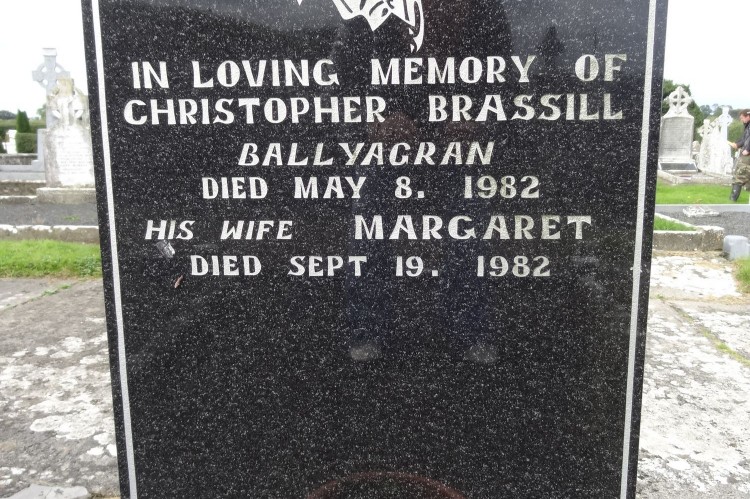 IN LOVING MEMORY OF
CHRISTOPHER BRASSILL
BALLYAGRAN
DIED MAY 8. 1982
HIS WIFE MARGARET
DIED SEPT 19. 1982